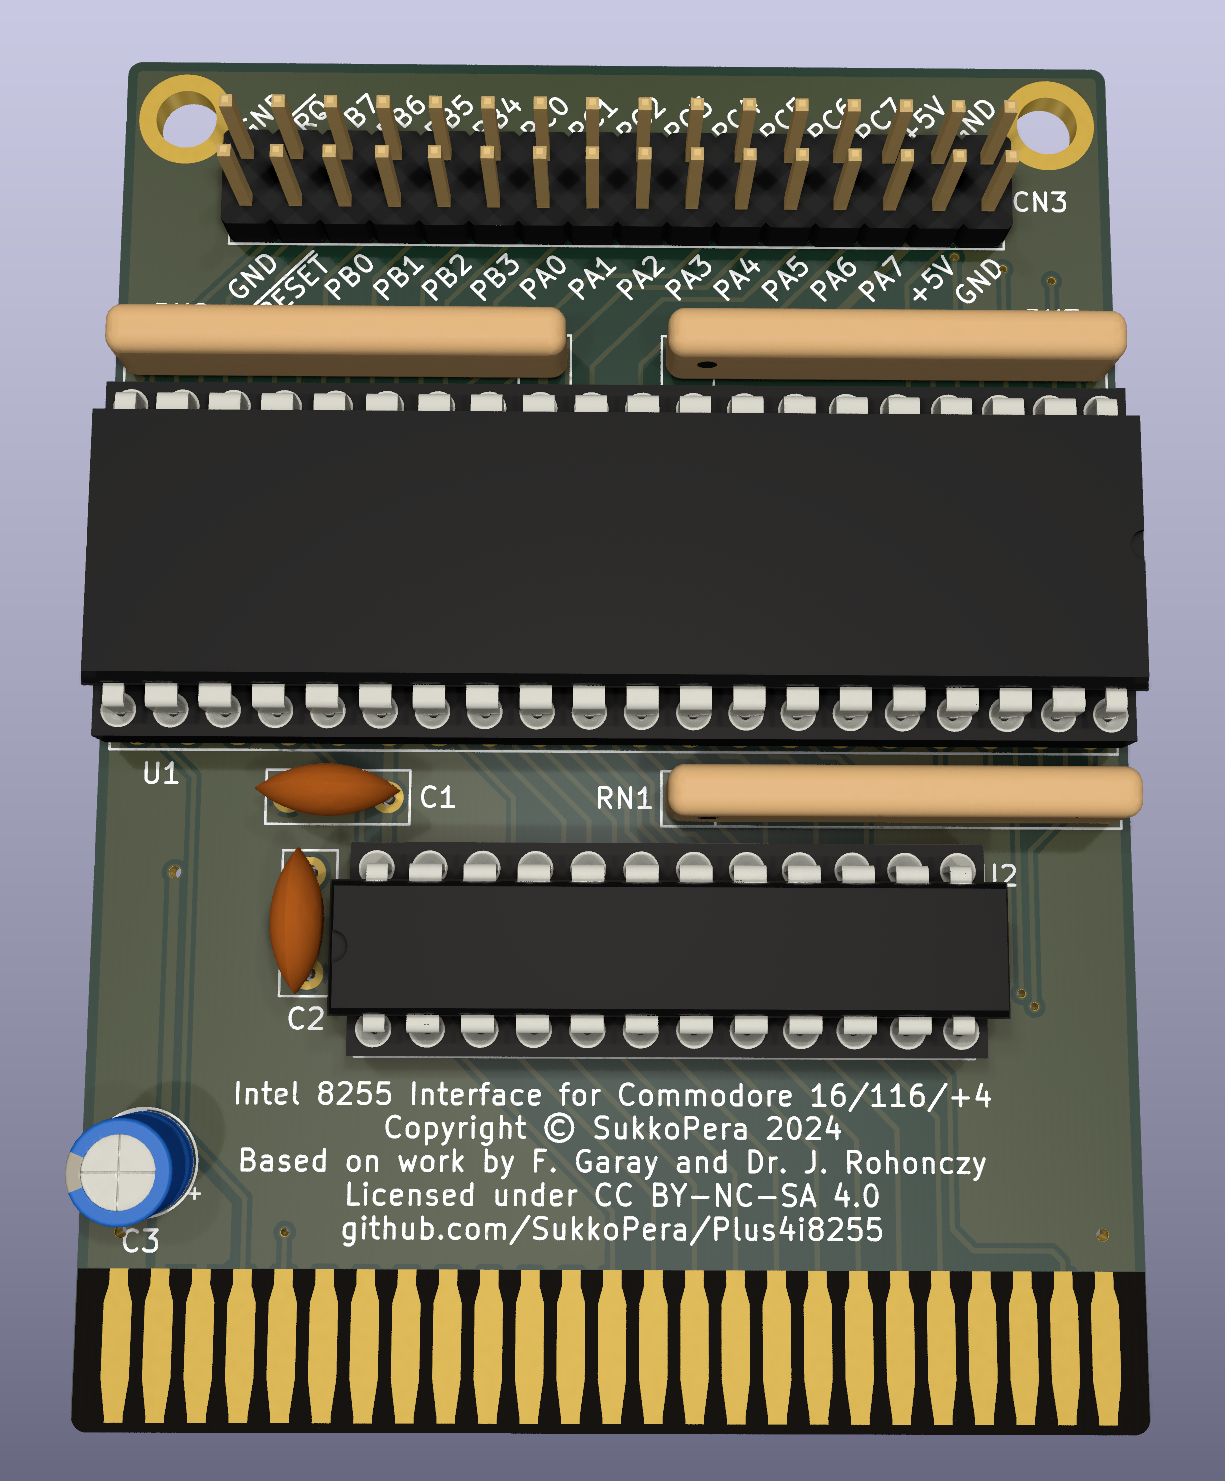 +5V
CN3
GND RESET PB0 PB1 PB2 PB3 PA0 PA1 PA2 PA3 PA4 PA5 PA6 PA7 +5V GND
U1
C1
RN1
C2
Intel 8255 Interface for Commodore 16/116/+4
Copyright © SukkoPera 2024
Based on work by F. Garay and Dr. J. Rohonczy
Licensed under CC BY-NC-SA 4.0
github.com/SukkoPera/Plus4i8255
+
C3